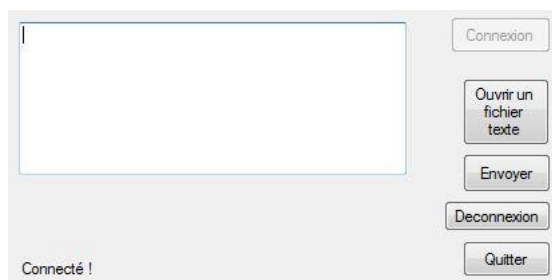 Connexion
Ouvrir un
fichier
texte
Envoyer
Deconnexion
Quitter
Connecté !